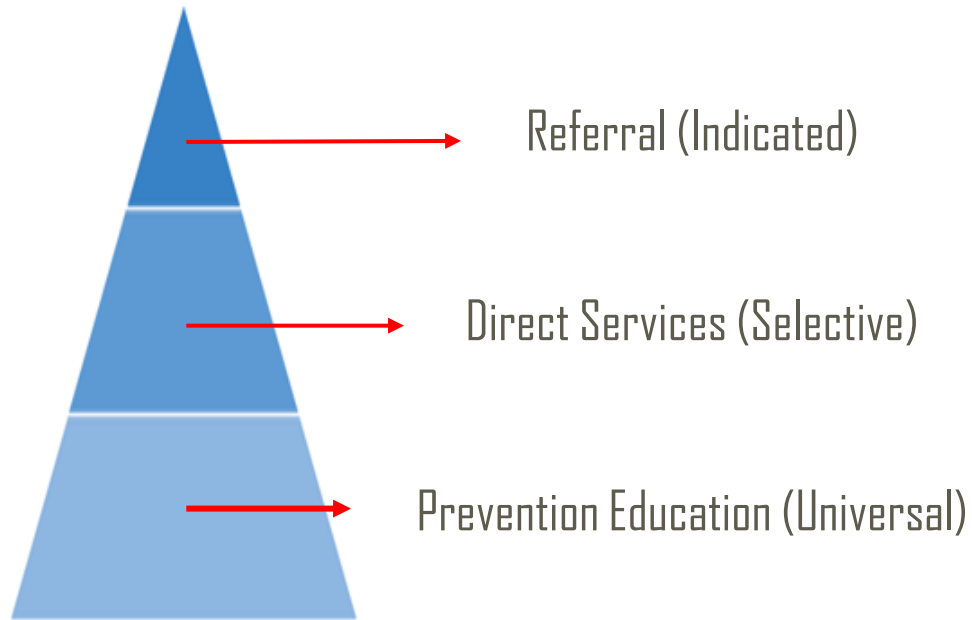 Referral (Indicated)
Direct Services (Selective)
Prevention Education (Universal)